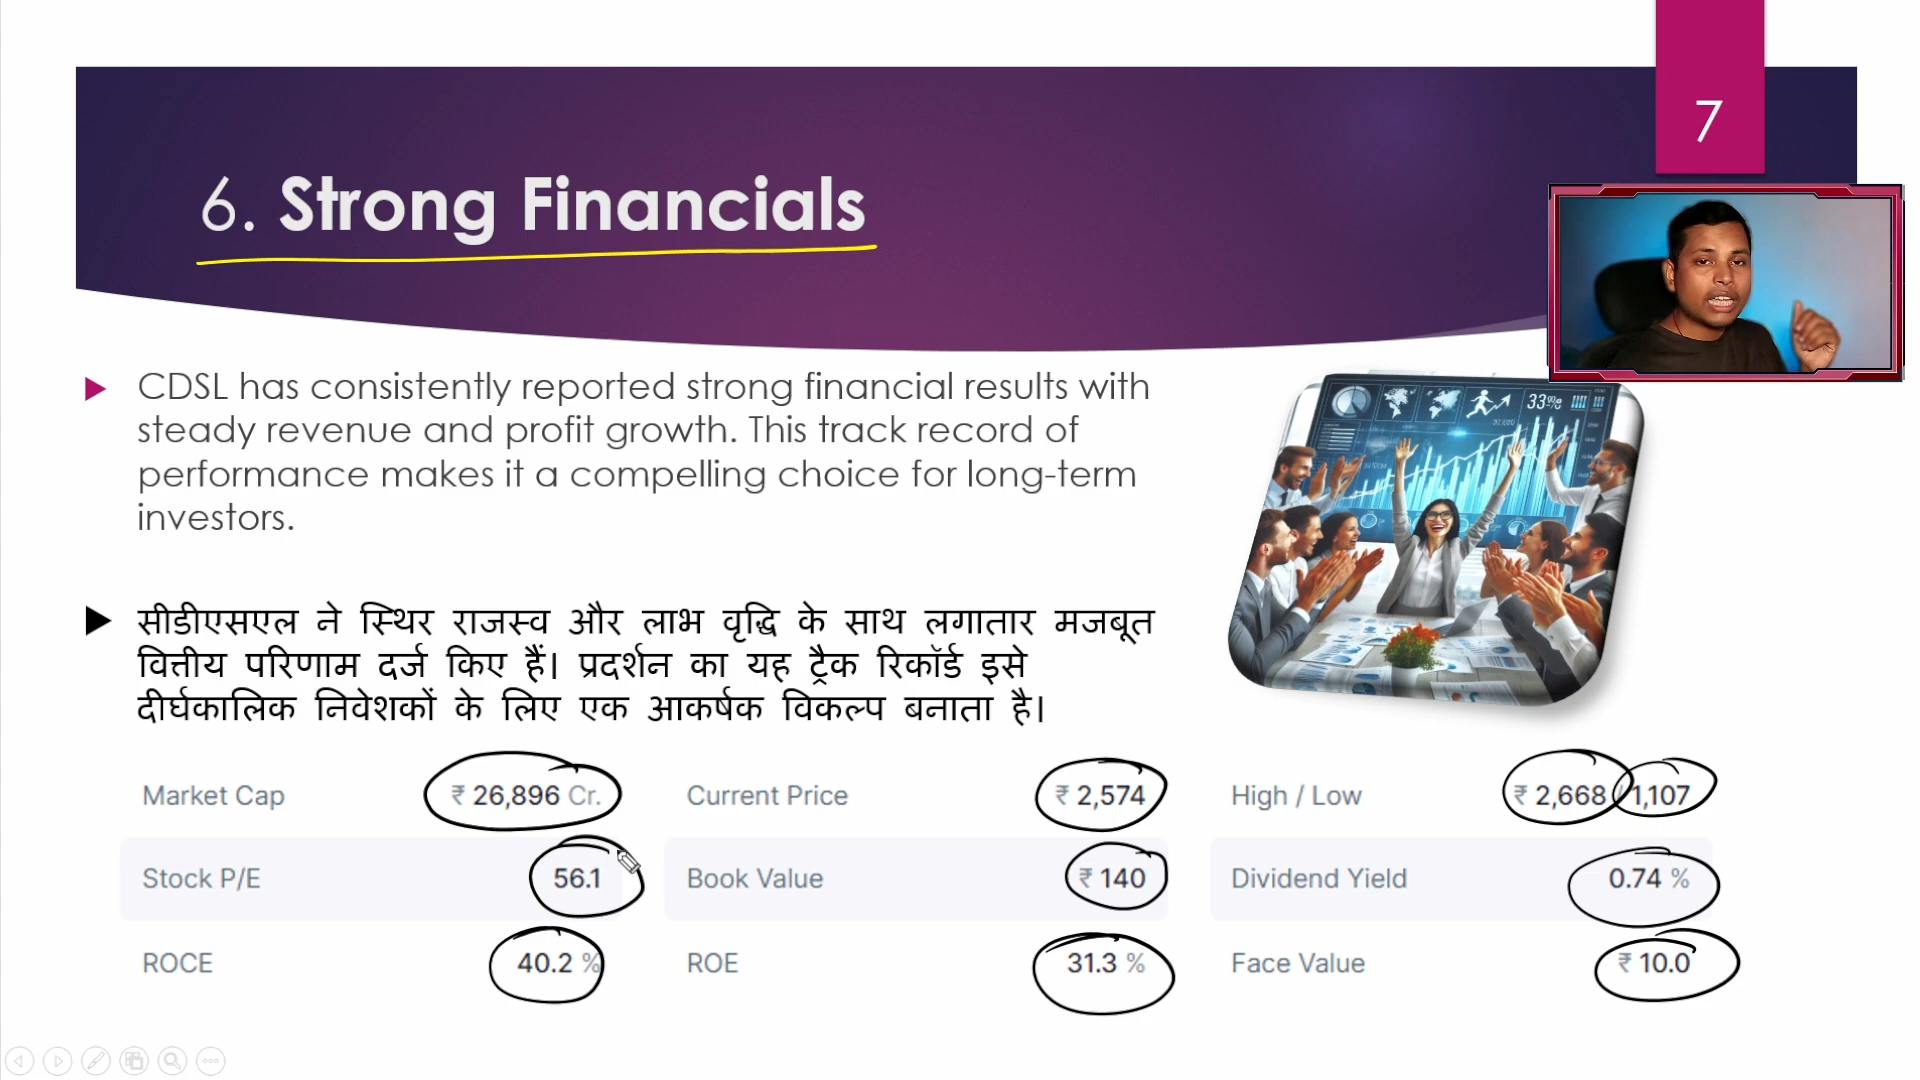 7
6. Strong Financials
CDSL has consistently reported strong financial results with
steady revenue and profit growth. This track record of
performance makes it a compelling choice for long-term
investors.
33%
सीडीएसएल ने स्थिर राजस्व और लाभ वृद्धि के साथ लगातार मजबूत
वित्तीय परिणाम दर्ज किए हैं। प्रदर्शन का यह ट्रैक रिकॉर्ड इसे
दीर्घकालिक निवेशकों के लिए एक आकर्षक विकल्प बनाता है।
Market Cap ₹ 26,896 Cr. Current Price ₹ 2,574 High / Low ₹ 2,668 / 1,107
Stock P/E 56.1 Book Value ₹ 140 Dividend Yield 0.74 %
ROCE 40.2 % ROE 31.3 % Face Value ₹ 10.0